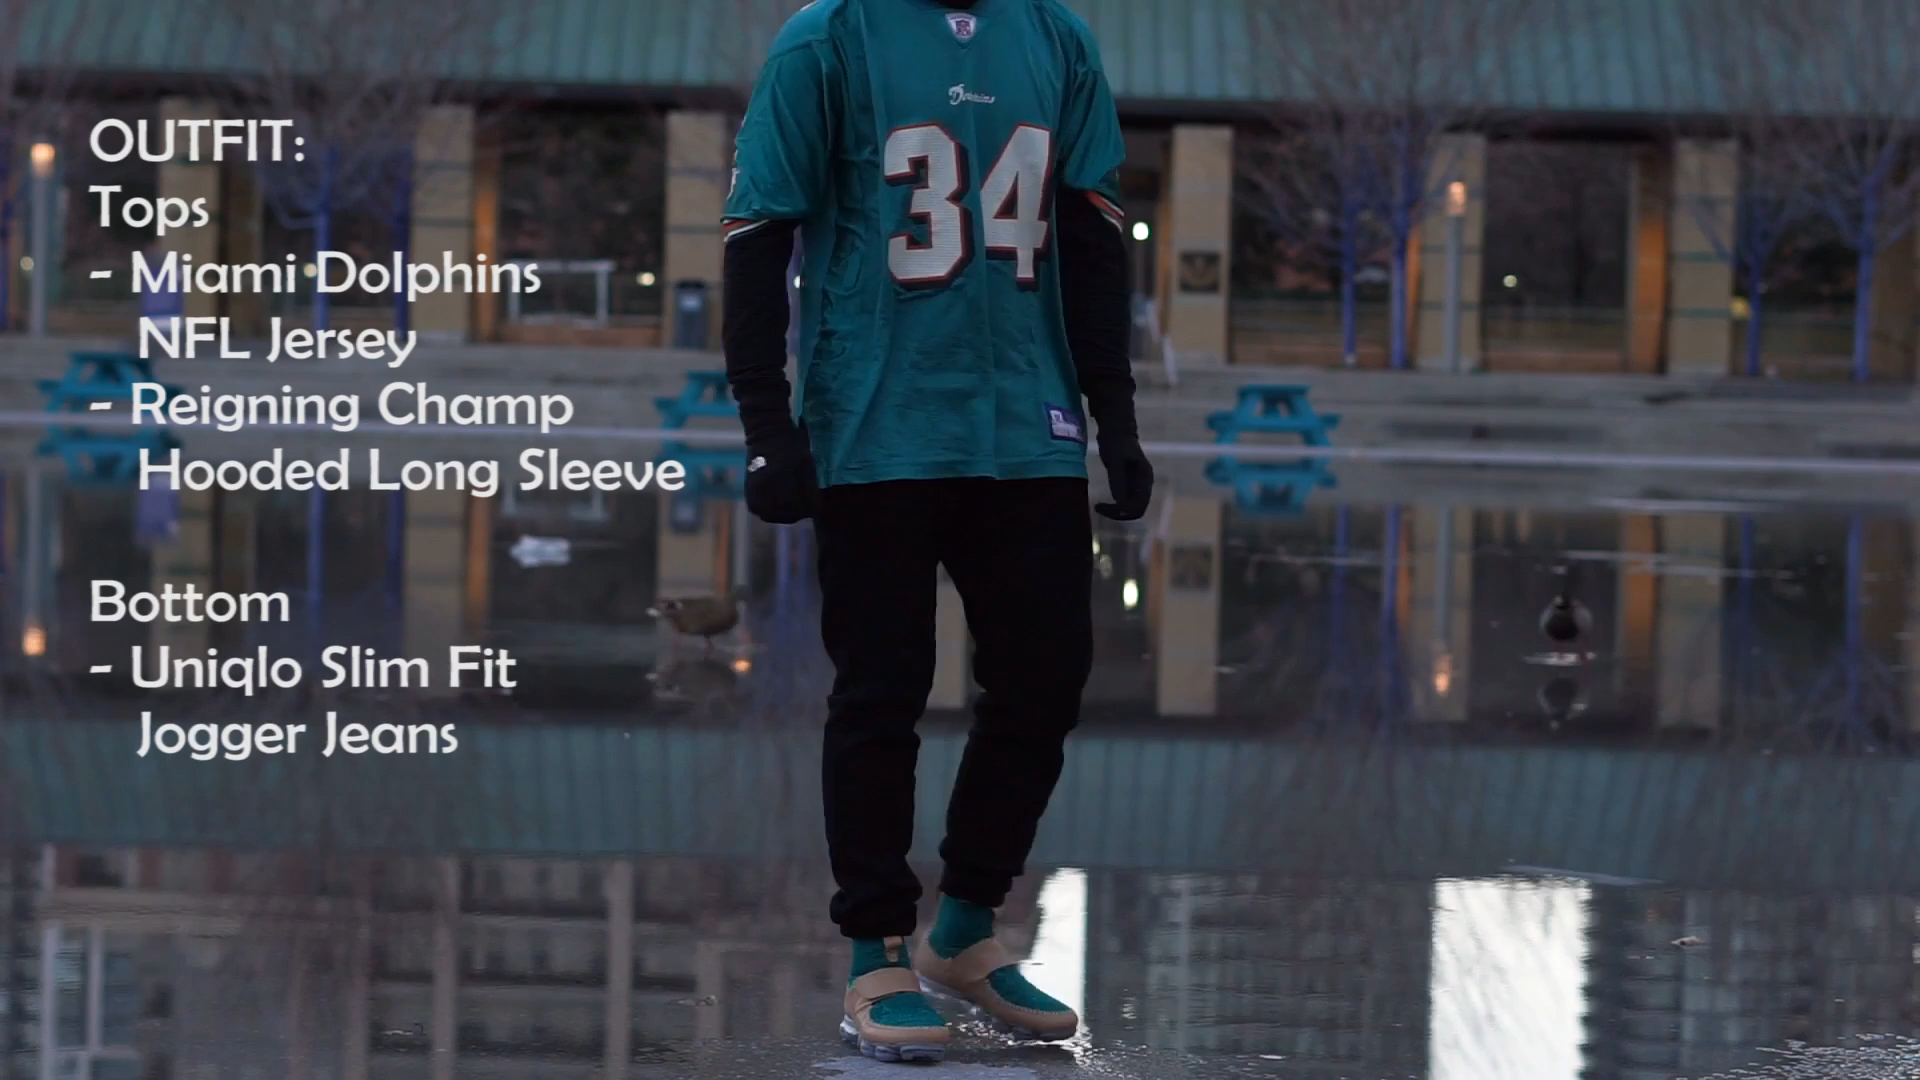 OUTFIT:
Tops
- Miami Dolphins
NFL Jersey
- Reigning Champ
Hooded Long Sleeve
Bottom
- Uniqlo Slim Fit
Jogger Jeans
Dolphins
34